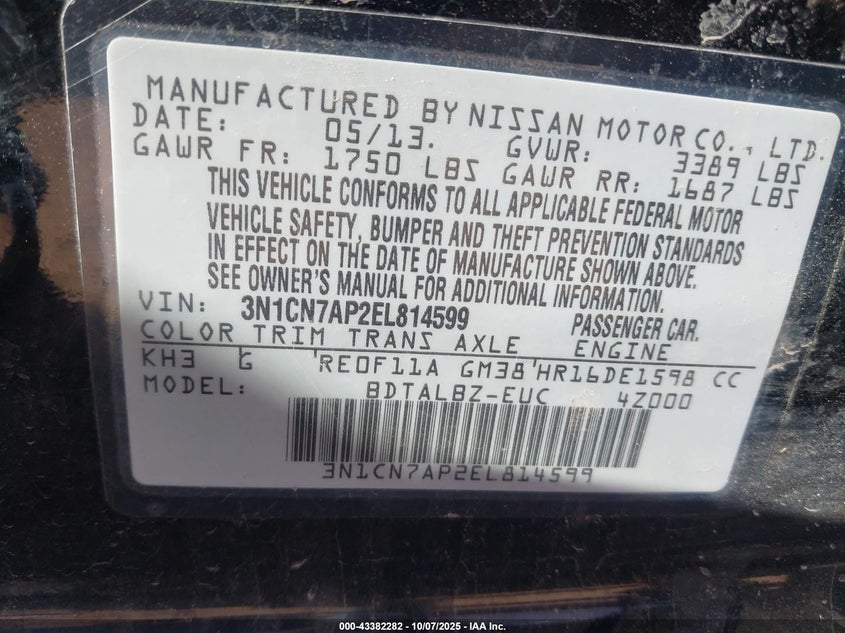 MANUFACTURED BY NISSAN MOTOR CO., LTD.
DATE: 05/13. GVWR: 3389 LBS
GAWR FR: 1750 LBS GAWR RR: 1687 LBS
THIS VEHICLE CONFORMS TO ALL APPLICABLE FEDERAL MOTOR
VEHICLE SAFETY, BUMPER AND THEFT PREVENTION STANDARDS
IN EFFECT ON THE DATE OF MANUFACTURE SHOWN ABOVE.
SEE OWNER'S MANUAL FOR ADDITIONAL INFORMATION.
VIN: 3N1CN7AP2EL814599 PASSENGER CAR.
COLOR TRIM TRANS AXLE ENGINE
KH3 G RE0F11A GM38 HR16DE1598 CC
MODEL: BDTALBZ-EUC 4Z000
3N1CN7AP2EL814599
000-43382282 - 10/07/2025 - IAA Inc.